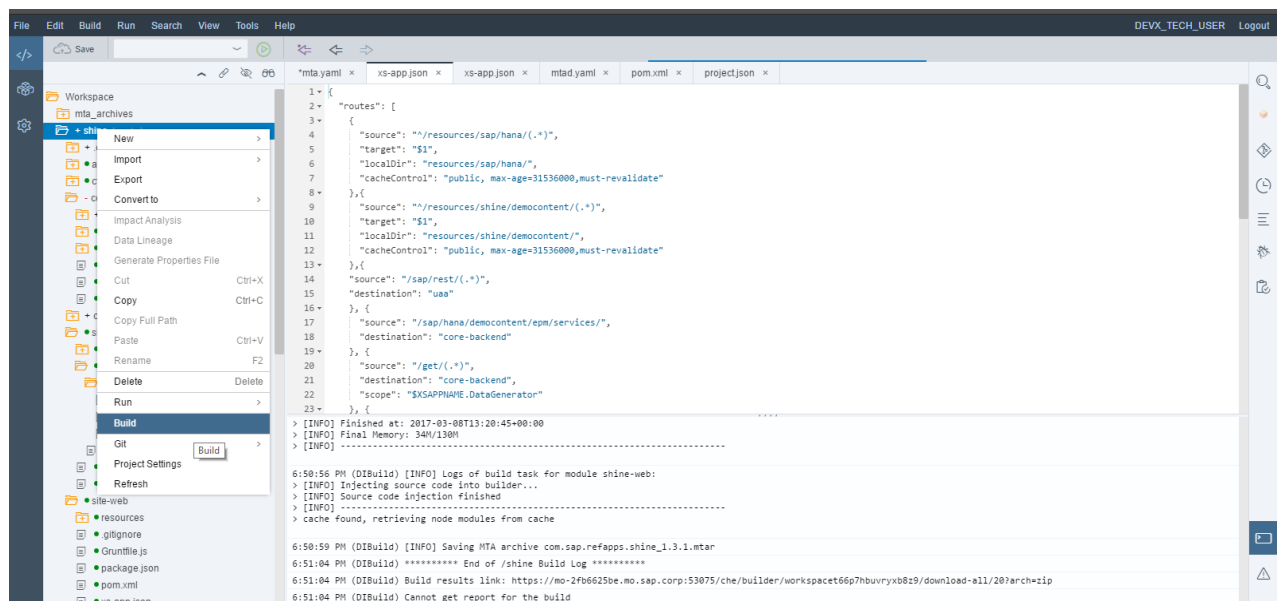 File Edit Build Run Search View Tools Help DEVX_TECH_USER Logout
Save
*mta.yaml × xs-app.json × xs-app.json × mtad.yaml × pom.xml × project.json ×
Workspace
mta_archives
+ shine
New >
Import >
Export
Convert to >
Impact Analysis
Data Lineage
Generate Properties File
Cut Ctrl+X
Copy Ctrl+C
Copy Full Path
Paste Ctrl+V
Rename F2
Delete Delete
Run >
Build
Git >
Build
Project Settings
Refresh
site-web
resources
.gitignore
Gruntfile.js
package.json
pom.xml
xs-app.json
1 {
2 "routes": [
3 {
4 "source": "^/resources/sap/hana/(.*)",
5 "target": "$1",
6 "localDir": "resources/sap/hana/",
7 "cacheControl": "public, max-age=31536000,must-revalidate"
8 },{
9 "source": "^/resources/shine/democontent/(.*)",
10 "target": "$1",
11 "localDir": "resources/shine/democontent/",
12 "cacheControl": "public, max-age=31536000,must-revalidate"
13 },{
14 "source": "/sap/rest/(.*)",
15 "destination": "uaa"
16 }, {
17 "source": "/sap/hana/democontent/epm/services/",
18 "destination": "core-backend"
19 }, {
20 "source": "/get/(.*)",
21 "destination": "core-backend",
22 "scope": "$XSAPPNAME.DataGenerator"
23 }, {
> [INFO] Finished at: 2017-03-08T13:20:45+00:00
> [INFO] Final Memory: 34M/130M
> [INFO] ------------------------------------------------------------------------
6:50:56 PM (DIBuild) [INFO] Logs of build task for module shine-web:
> [INFO] Injecting source code into builder...
> [INFO] Source code injection finished
> [INFO] ------------------------------------------------------------------------
> cache found, retrieving node modules from cache
6:50:59 PM (DIBuild) [INFO] Saving MTA archive com.sap.refapps.shine_1.3.1.mtar
6:51:04 PM (DIBuild) ********** End of /shine Build Log **********
6:51:04 PM (DIBuild) Build results link: https://mo-2fb6625be.mo.sap.corp:53075/che/builder/workspacet66p7hbuvryxb8z9/download-all/20?arch=zip
6:51:04 PM (DIBuild) Cannot get report for the build